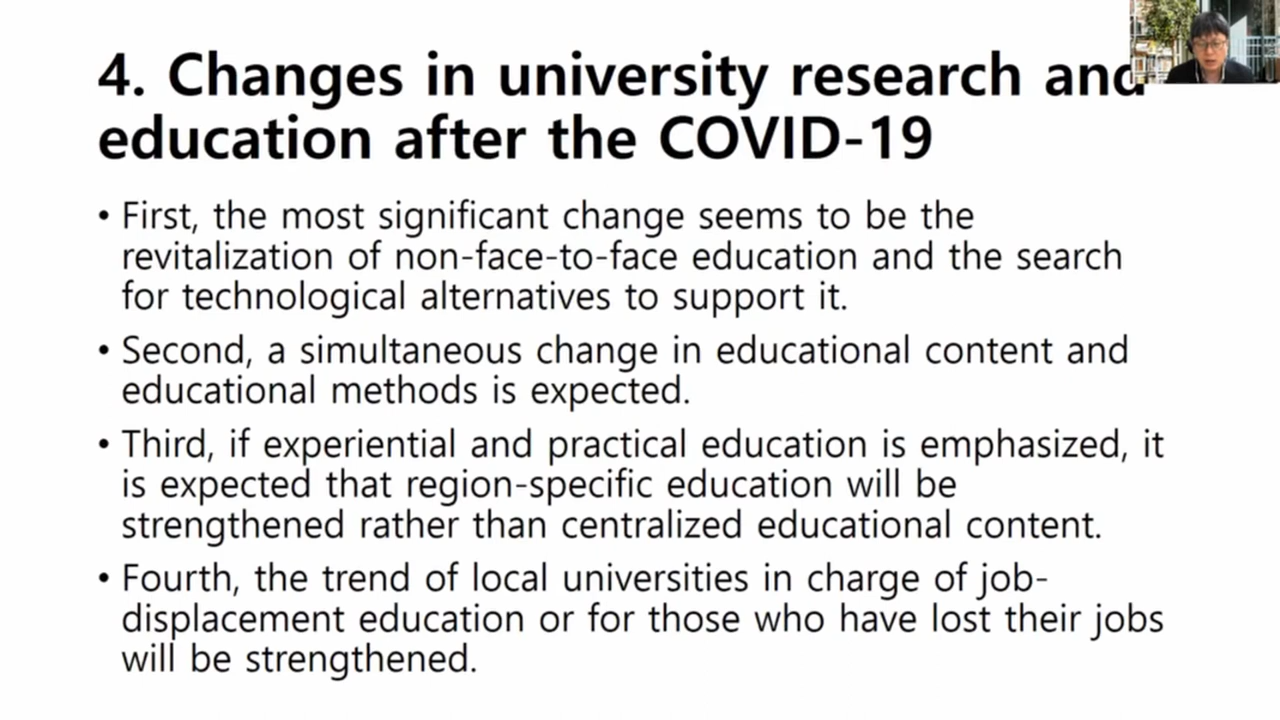 4. Changes in university research and
education after the COVID-19
• First, the most significant change seems to be the
revitalization of non-face-to-face education and the search
for technological alternatives to support it.
• Second, a simultaneous change in educational content and
educational methods is expected.
• Third, if experiential and practical education is emphasized, it
is expected that region-specific education will be
strengthened rather than centralized educational content.
• Fourth, the trend of local universities in charge of job-
displacement education or for those who have lost their jobs
will be strengthened.